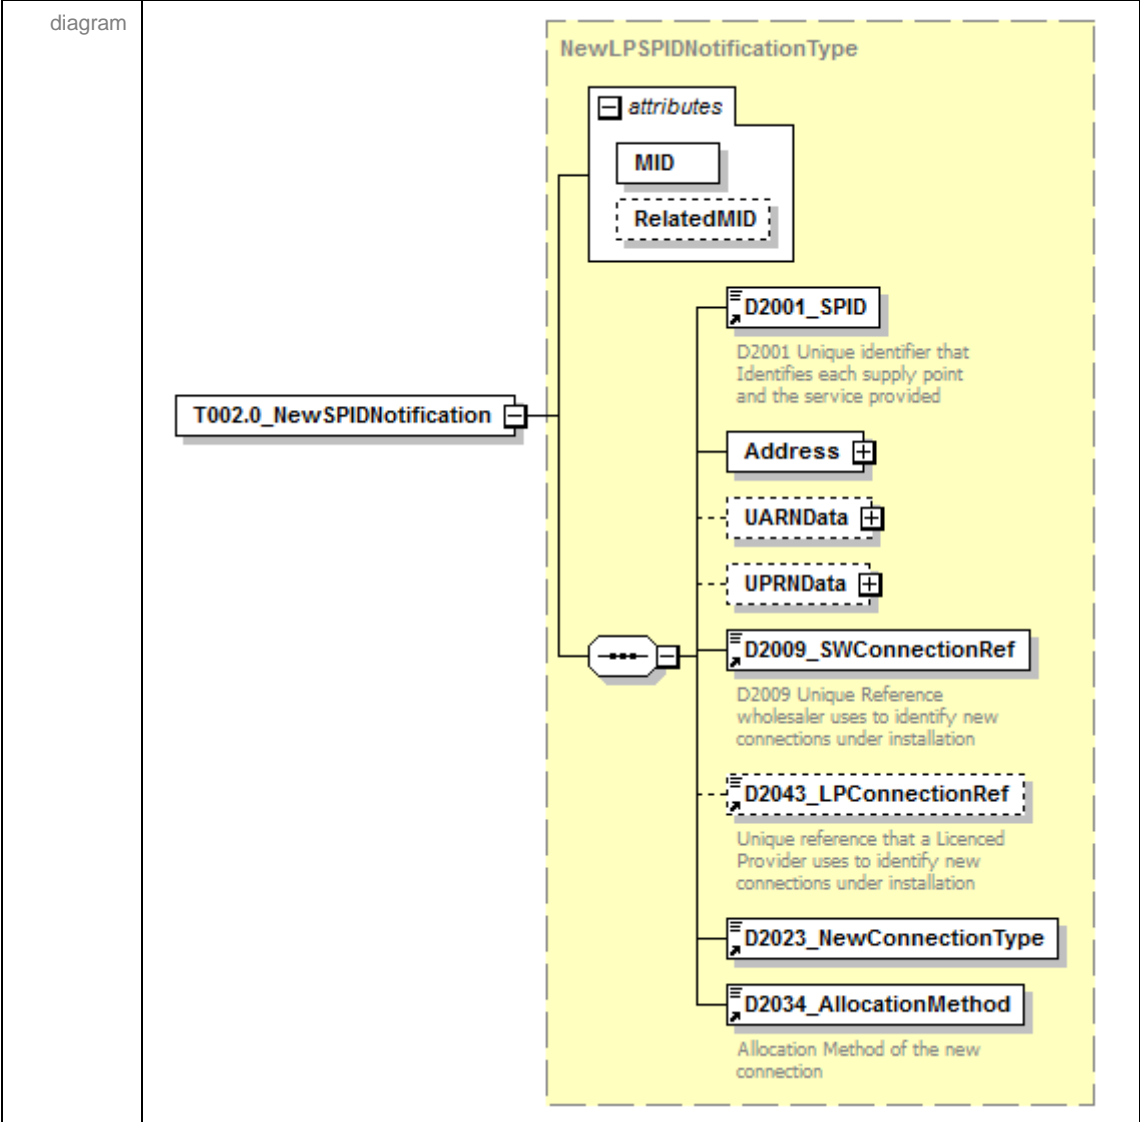 diagram
NewLPSPIDNotificationType
attributes
MID
RelatedMID
D2001_SPID
D2001 Unique identifier that
Identifies each supply point
and the service provided
T002.0_NewSPIDNotification
Address
UARNData
UPRNData
D2009_SWConnectionRef
D2009 Unique Reference
wholesaler uses to identify new
connections under installation
D2043_LPConnectionRef
Unique reference that a Licenced
Provider uses to identify new
connections under installation
D2023_NewConnectionType
D2034_AllocationMethod
Allocation Method of the new
connection